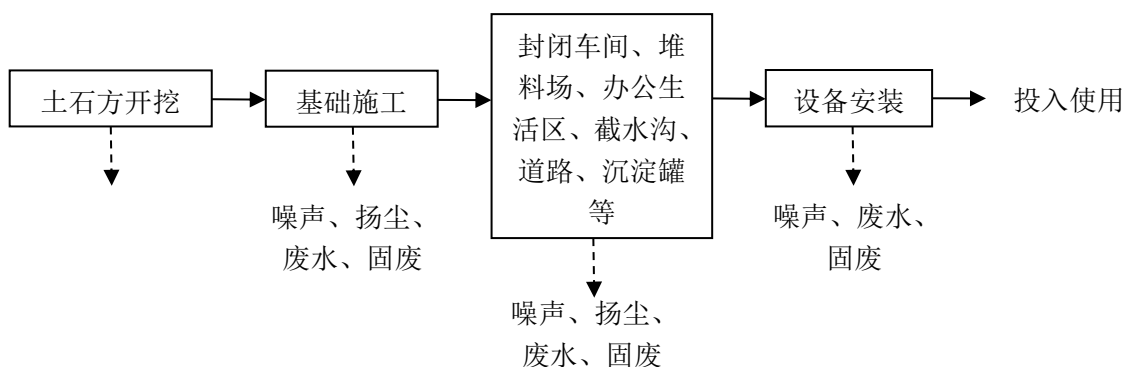 土石方开挖
基础施工
封闭车间、堆
料场、办公生
活区、截水沟、
道路、沉淀罐
等
设备安装
投入使用
噪声、扬尘、
废水、固废
噪声、扬尘、
废水、固废
噪声、废水、
固废